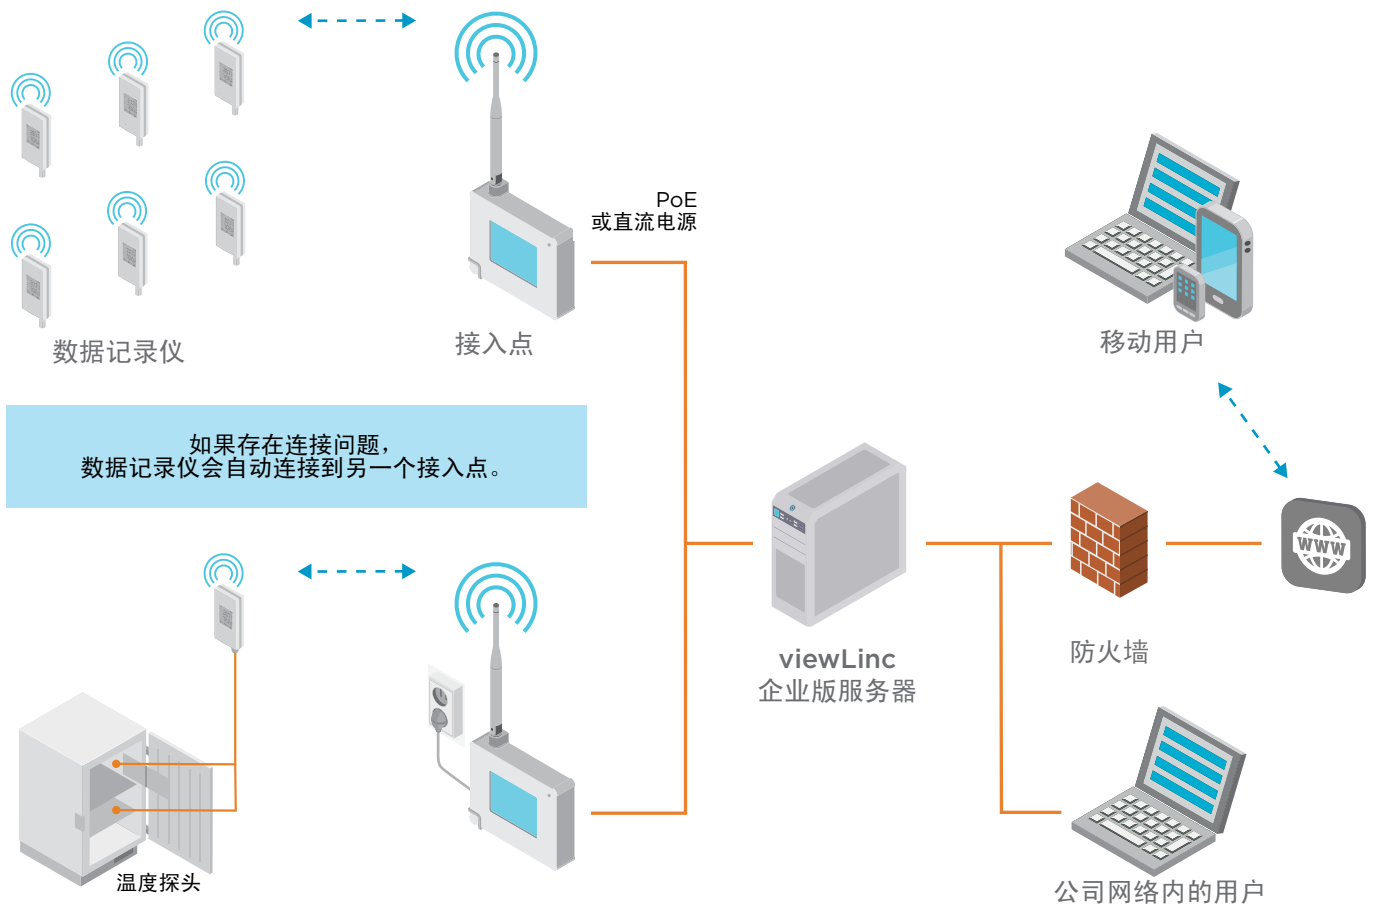 PoE
或直流电源
数据记录仪
接入点
移动用户
如果存在连接问题，
数据记录仪会自动连接到另一个接入点。
WWW
viewLinc
企业版服务器
防火墙
温度探头
公司网络内的用户